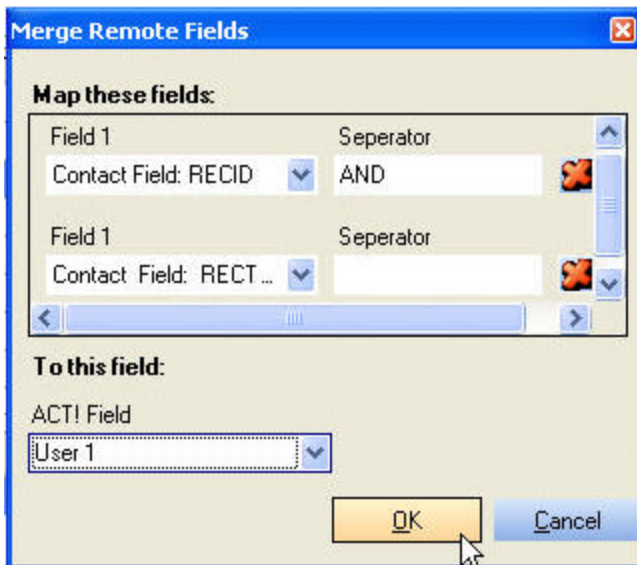 Merge Remote Fields
Map these fields:
Field 1 Seperator
Contact Field: RECID AND
Field 1 Seperator
Contact Field: RECT...
To this field:
ACT! Field
User 1
OK Cancel